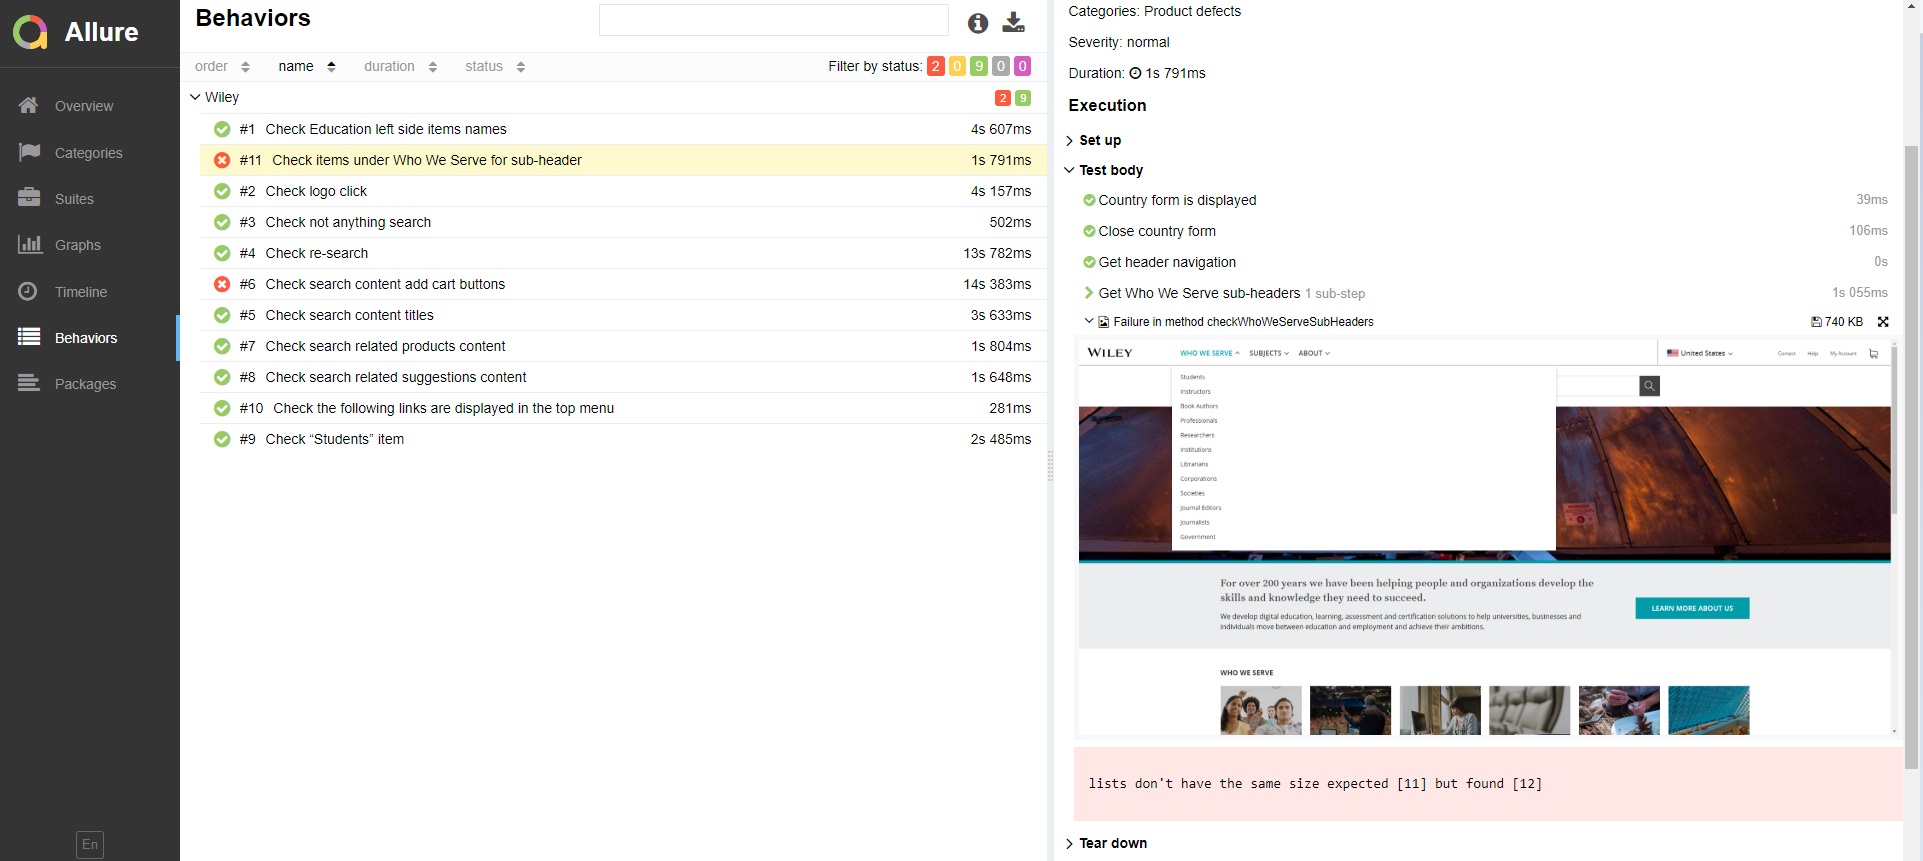 Allure
Overview
Categories
Suites
Graphs
Timeline
Behaviors
Packages
En
Behaviors
order name duration status Filter by status: 2 0 9 0 0
Wiley 2 9
#1 Check Education left side items names 4s 607ms
#11 Check items under Who We Serve for sub-header 1s 791ms
#2 Check logo click 4s 157ms
#3 Check not anything search 502ms
#4 Check re-search 13s 782ms
#6 Check search content add cart buttons 14s 383ms
#5 Check search content titles 3s 633ms
#7 Check search related products content 1s 804ms
#8 Check search related suggestions content 1s 648ms
#10 Check the following links are displayed in the top menu 281ms
#9 Check “Students” item 2s 485ms
Categories: Product defects
Severity: normal
Duration: 1s 791ms
Execution
Set up
Test body
Country form is displayed 39ms
Close country form 106ms
Get header navigation 0s
Get Who We Serve sub-headers 1 sub-step 1s 055ms
Failure in method checkWhoWeServeSubHeaders 740 KB
WILEY WHO WE SERVE SUBJECTS ABOUT United States Contact Help My Account
Students
Instructors
Book Authors
Professionals
Researchers
Institutions
Librarians
Corporations
Societies
Journal Editors
Journalists
Government
For over 200 years we have been helping people and organizations develop the
skills and knowledge they need to succeed.
We develop digital education, learning, assessment and certification solutions to help universities, businesses and
individuals move between education and employment and achieve their ambitions.
LEARN MORE ABOUT US
WHO WE SERVE
lists don't have the same size expected [11] but found [12]
Tear down